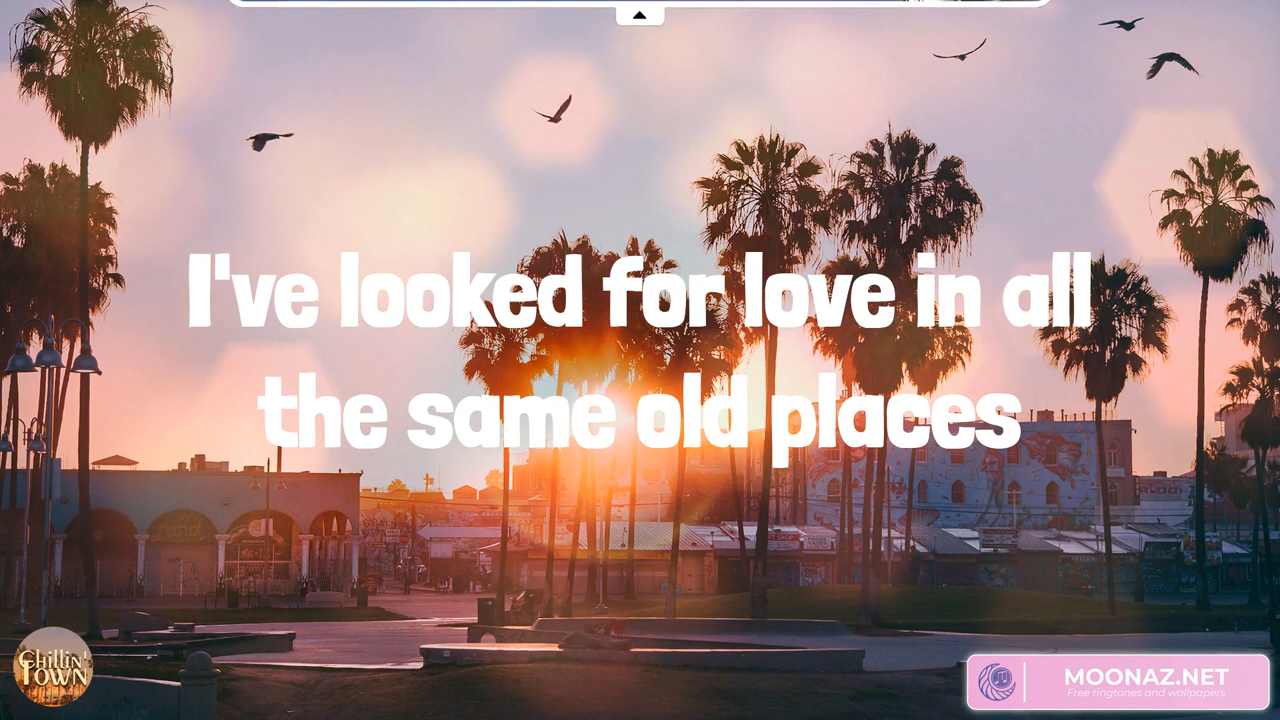 I've looked for love in all
the same old places
Chillin'
TOWN
MOONAZ.NET
Free ringtones and wallpapers